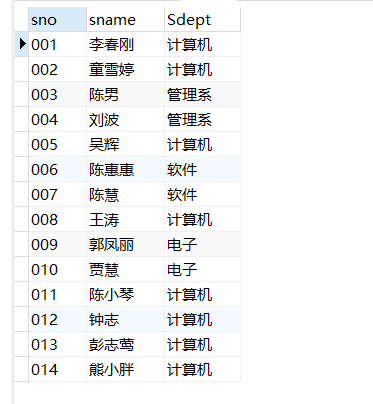 sno sname Sdept
001 李春刚 计算机
002 童雪婷 计算机
003 陈男 管理系
004 刘波 管理系
005 吴辉 计算机
006 陈惠惠 软件
007 陈慧 软件
008 王涛 计算机
009 郭凤丽 电子
010 贾慧 电子
011 陈小琴 计算机
012 钟志 计算机
013 彭志莺 计算机
014 熊小胖 计算机